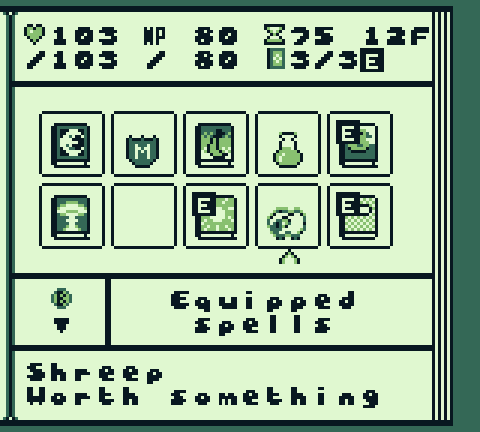 103 MP 80 75 12F
/103 / 80 3/3 E
M E
E E
B Equipped
spells
Shreep
Worth something